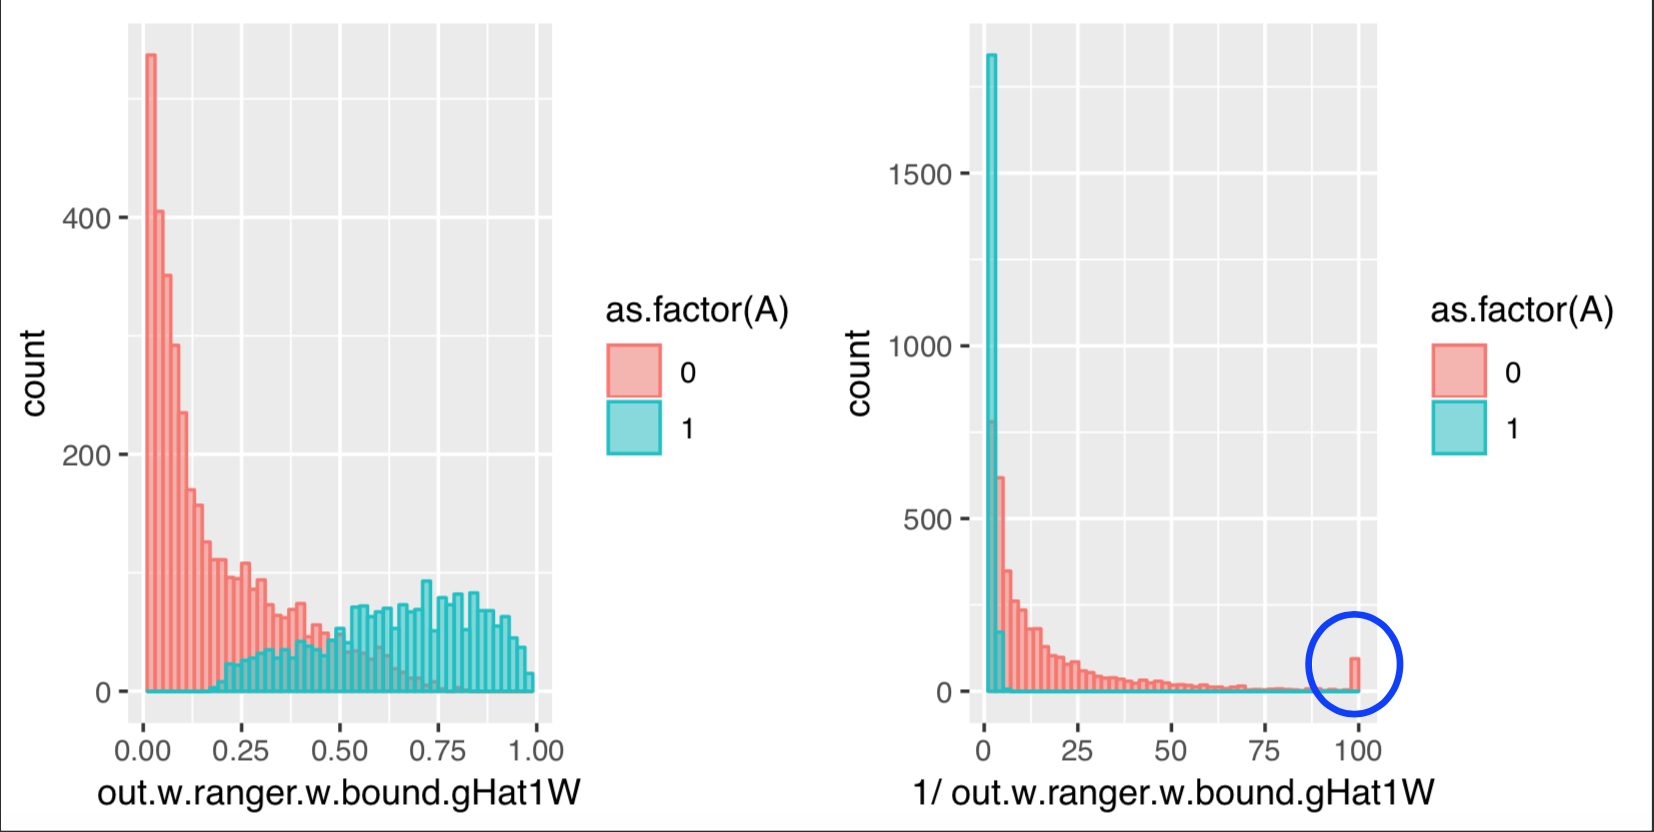 count
400
200
0
0.00 0.25 0.50 0.75 1.00
out.w.ranger.w.bound.gHat1W
as.factor(A)
0
1
count
1500
1000
500
0
0 25 50 75 100
1/ out.w.ranger.w.bound.gHat1W
as.factor(A)
0
1